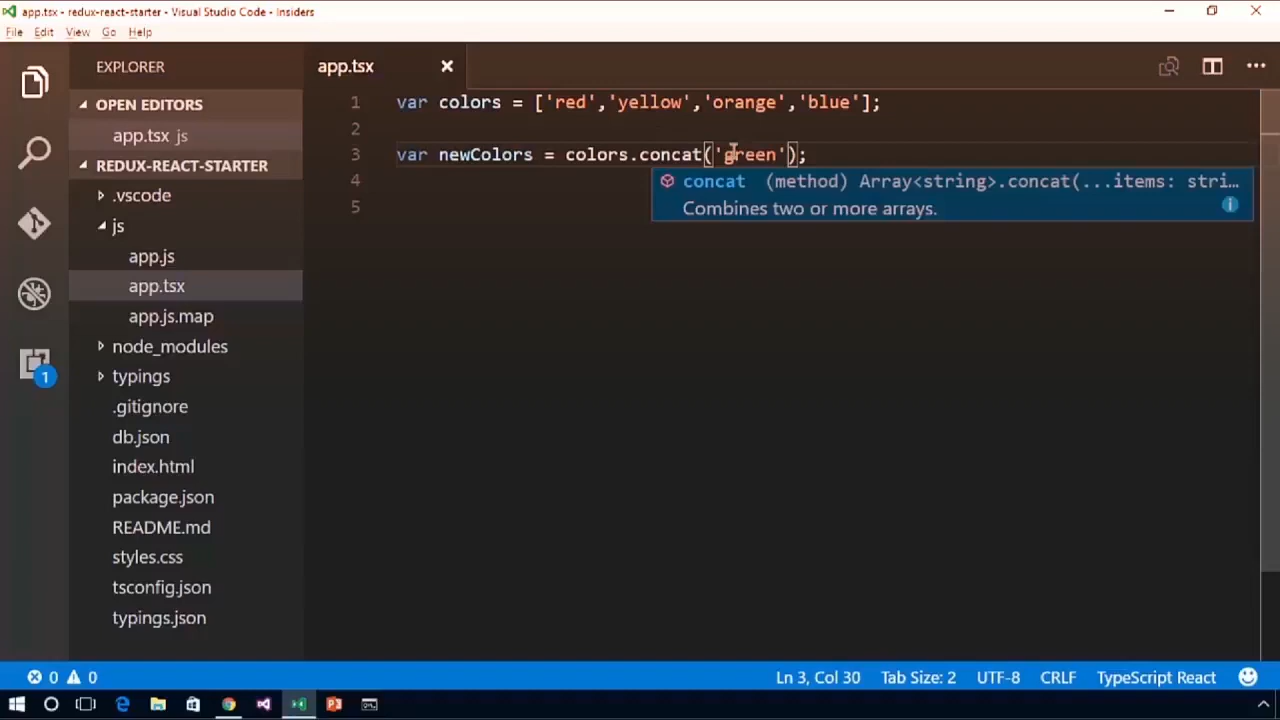 app.tsx - redux-react-starter - Visual Studio Code - Insiders
File Edit View Go Help
EXPLORER
OPEN EDITORS
app.tsx js
REDUX-REACT-STARTER
.vscode
js
app.js
app.tsx
app.js.map
node_modules
typings
.gitignore
db.json
index.html
package.json
README.md
styles.css
tsconfig.json
typings.json
1
app.tsx
1 var colors = ['red','yellow','orange','blue'];
2
3 var newColors = colors.concat('green');
4
5
concat (method) Array<string>.concat(...items: stri…
Combines two or more arrays.
0 0 Ln 3, Col 30 Tab Size: 2 UTF-8 CRLF TypeScript React